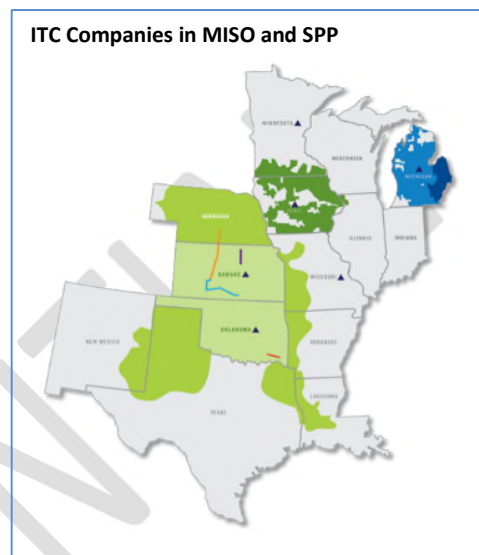 ITC Companies in MISO and SPP
MINNESOTA
WISCONSIN
MICHIGAN
IOWA
NEBRASKA
ILLINOIS
INDIANA
KANSAS
MISSOURI
OKLAHOMA
NEW MEXICO
ARKANSAS
TEXAS
LOUISIANA